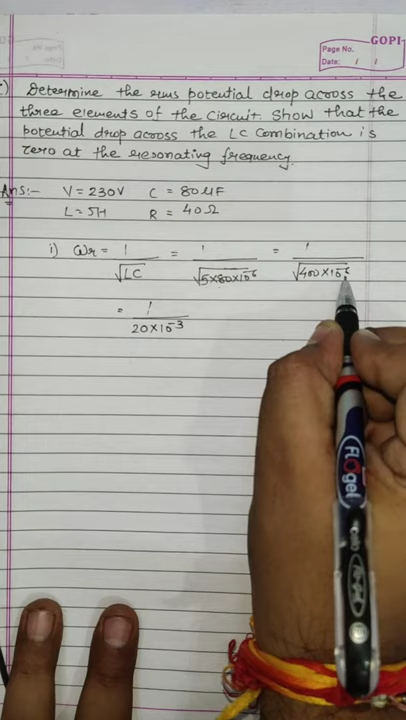 GOPI
Page No.
Date: / /
c) Determine the rms potential drop across the
three elements of the circuit. Show that the
potential drop across the LC combination is
zero at the resonating frequency.
Ans:- V = 230V C = 80μF
L = 5H R = 40Ω
i) ωr = 1/√LC = 1/√5×80×10⁻⁶ = 1/√400×10⁻⁶
= 1/20×10⁻³
FLOgel
cello